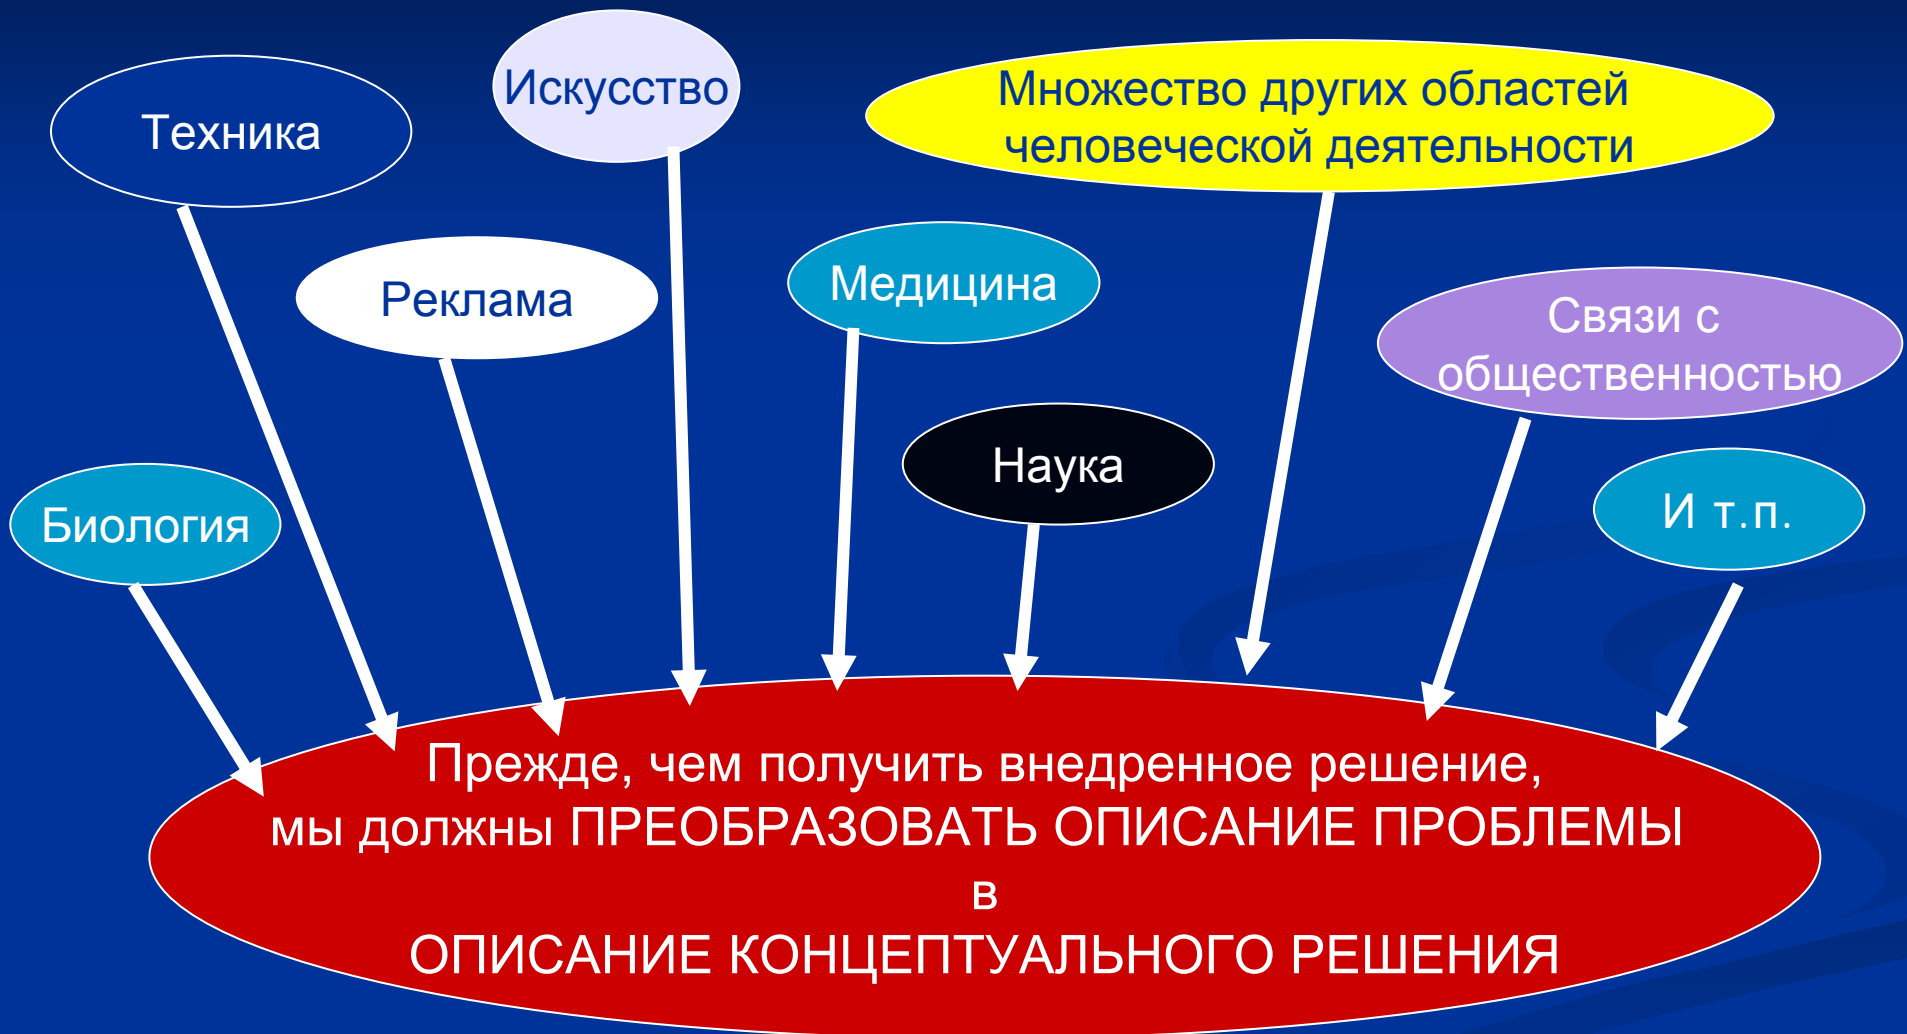 Искусство
Множество других областей
человеческой деятельности
Техника
Реклама
Медицина
Связи с
общественностью
Наука
Биология
И т.п.
Прежде, чем получить внедренное решение,
мы должны ПРЕОБРАЗОВАТЬ ОПИСАНИЕ ПРОБЛЕМЫ
в
ОПИСАНИЕ КОНЦЕПТУАЛЬНОГО РЕШЕНИЯ